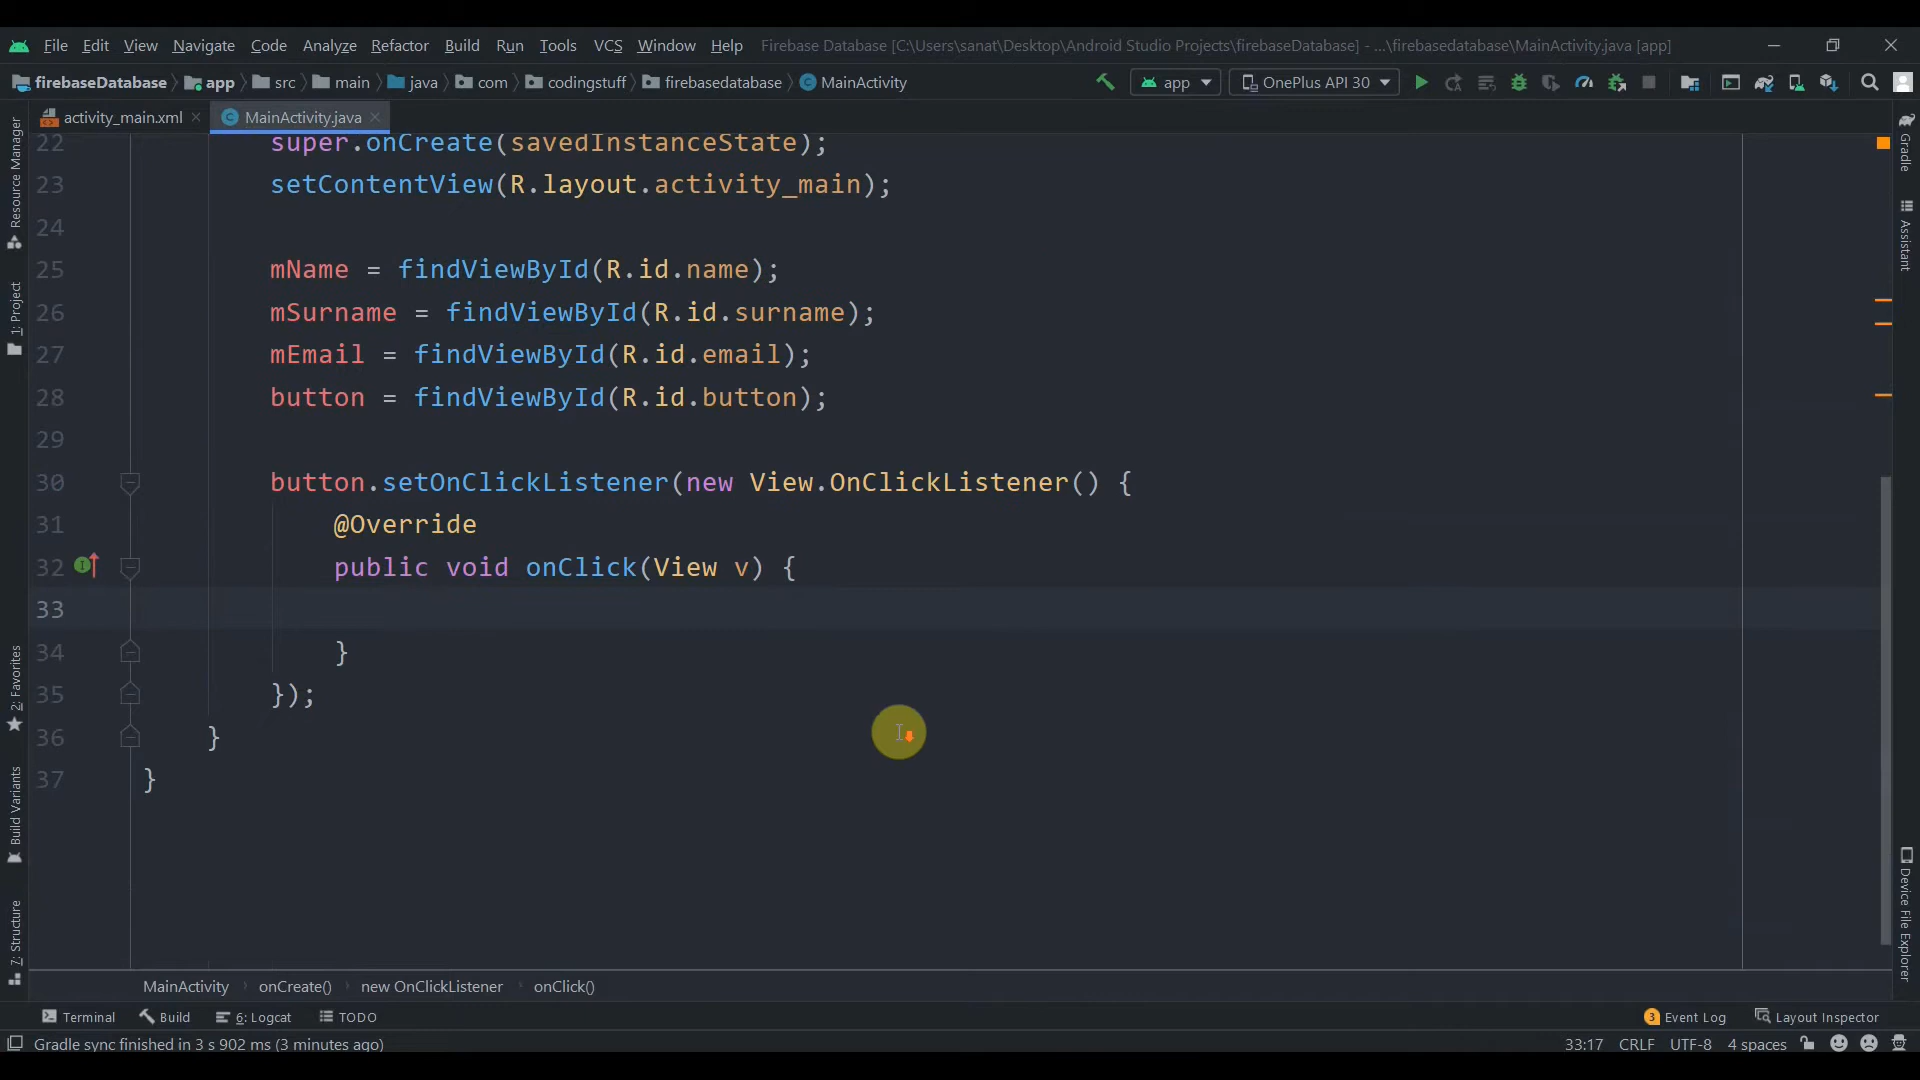 File Edit View Navigate Code Analyze Refactor Build Run Tools VCS Window Help Firebase Database [C:\Users\sanat\Desktop\Android Studio Projects\firebaseDatabase] - ...\firebasedatabase\MainActivity.java [app]
firebaseDatabase app src main java com codingstuff firebasedatabase MainActivity app OnePlus API 30
activity_main.xml MainActivity.java
Resource Manager
1: Project
2: Favorites
Build Variants
7: Structure
22 super.onCreate(savedInstanceState);
23 setContentView(R.layout.activity_main);
24
25 mName = findViewById(R.id.name);
26 mSurname = findViewById(R.id.surname);
27 mEmail = findViewById(R.id.email);
28 button = findViewById(R.id.button);
29
30 button.setOnClickListener(new View.OnClickListener() {
31 @Override
32 public void onClick(View v) {
33
34 }
35 });
36 }
37 }
Gradle
Assistant
Device File Explorer
MainActivity onCreate() new OnClickListener onClick()
Terminal Build 6: Logcat TODO 3 Event Log Layout Inspector
Gradle sync finished in 3 s 902 ms (3 minutes ago) 33:17 CRLF UTF-8 4 spaces